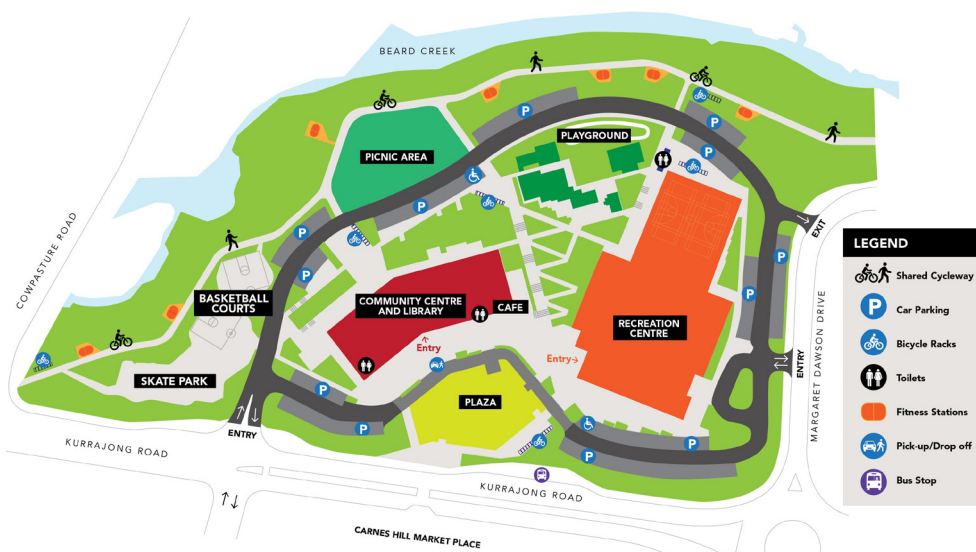 BEARD CREEK
PLAYGROUND
PICNIC AREA
COWPASTURE ROAD
EXIT
BASKETBALL
COURTS
COMMUNITY CENTRE
AND LIBRARY
CAFE
RECREATION
CENTRE
Entry
Entry
MARGARET DAWSON DRIVE
ENTRY
SKATE PARK
PLAZA
ENTRY
KURRAJONG ROAD
KURRAJONG ROAD
CARNES HILL MARKET PLACE
P
P
P
P
P
P
P
P
P
P
P
P
LEGEND
Shared Cycleway
P Car Parking
Bicycle Racks
Toilets
Fitness Stations
Pick-up/Drop off
Bus Stop